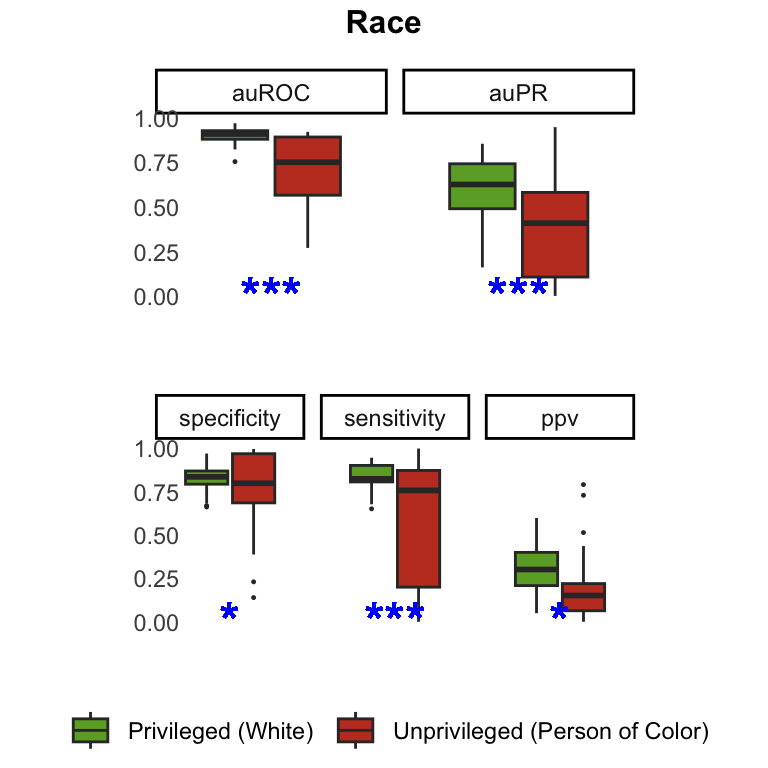 Race
auROC auPR
1.00
0.75
0.50
0.25
0.00
*** ***
specificity sensitivity ppv
1.00
0.75
0.50
0.25
0.00
* *** *
Privileged (White) Unprivileged (Person of Color)